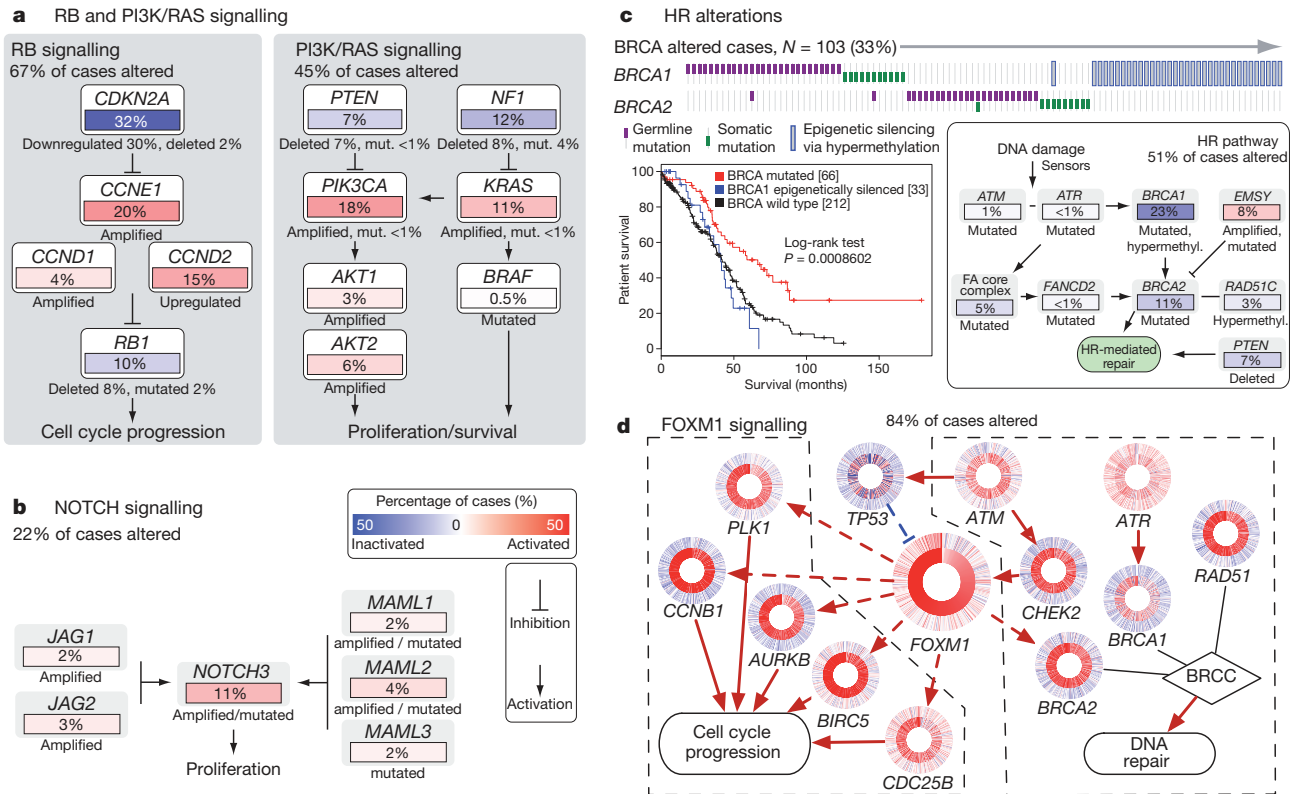 a RB and PI3K/RAS signalling
RB signalling
67% of cases altered
CDKN2A
32%
Downregulated 30%, deleted 2%
CCNE1
20%
Amplified
CCND1
4%
Amplified
CCND2
15%
Upregulated
RB1
10%
Deleted 8%, mutated 2%
Cell cycle progression
PI3K/RAS signalling
45% of cases altered
PTEN
7%
Deleted 7%, mut. <1%
NF1
12%
Deleted 8%, mut. 4%
PIK3CA
18%
Amplified, mut. <1%
KRAS
11%
Amplified, mut. <1%
AKT1
3%
Amplified
BRAF
0.5%
Mutated
AKT2
6%
Amplified
Proliferation/survival
b NOTCH signalling
22% of cases altered
Percentage of cases (%)
50 0 50
Inactivated Activated
Inhibition
Activation
JAG1
2%
Amplified
JAG2
3%
Amplified
NOTCH3
11%
Amplified/mutated
Proliferation
MAML1
2%
amplified / mutated
MAML2
4%
amplified / mutated
MAML3
2%
mutated
c HR alterations
BRCA altered cases, N = 103 (33%)
BRCA1
BRCA2
Germline
mutation
Somatic
mutation
Epigenetic silencing
via hypermethylation
BRCA mutated [66]
BRCA1 epigenetically silenced [33]
BRCA wild type [212]
Log-rank test
P = 0.0008602
Patient survival
100
80
60
40
20
0
0 50 100 150
Survival (months)
HR pathway
51% of cases altered
DNA damage
Sensors
ATM
1%
Mutated
ATR
<1%
Mutated
BRCA1
23%
Mutated,
hypermethyl.
EMSY
8%
Amplified,
mutated
FA core
complex
5%
Mutated
FANCD2
<1%
Mutated
BRCA2
11%
Mutated
RAD51C
3%
Hypermethyl.
HR-mediated
repair
PTEN
7%
Deleted
d FOXM1 signalling
84% of cases altered
PLK1
TP53
ATM
ATR
RAD51
CCNB1
AURKB
FOXM1
CHEK2
BRCA1
BIRC5
BRCA2
BRCC
CDC25B
Cell cycle
progression
DNA
repair